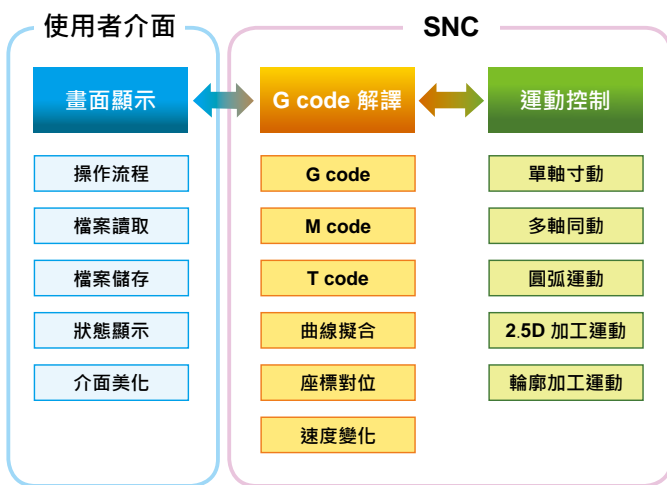 使用者介面
SNC
畫面顯示
G code 解譯
運動控制
操作流程
檔案讀取
檔案儲存
狀態顯示
介面美化
G code
M code
T code
曲線擬合
座標對位
速度變化
單軸寸動
多軸同動
圓弧運動
2.5D 加工運動
輪廓加工運動